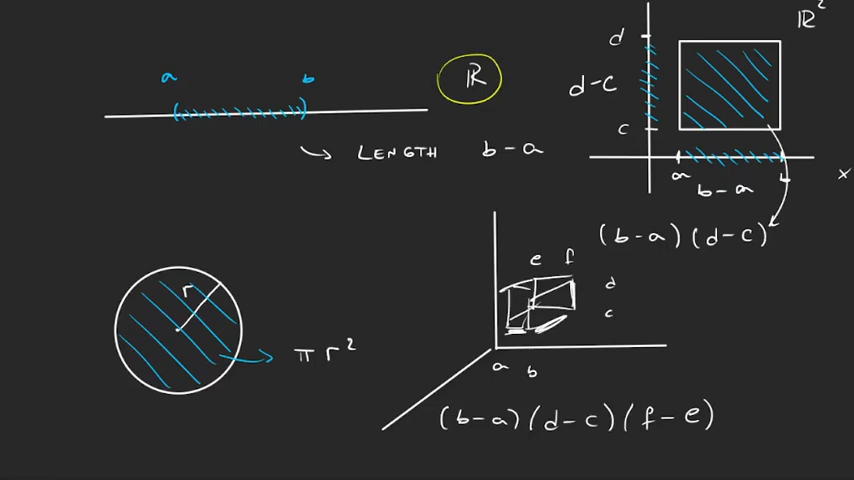 a b
ℝ
→ LENGTH b-a
ℝ²
d
d-c
c
a b
b-a
x
(b-a)(d-c)
r
→ πr²
e f
d
c
a b
(b-a)(d-c)(f-e)